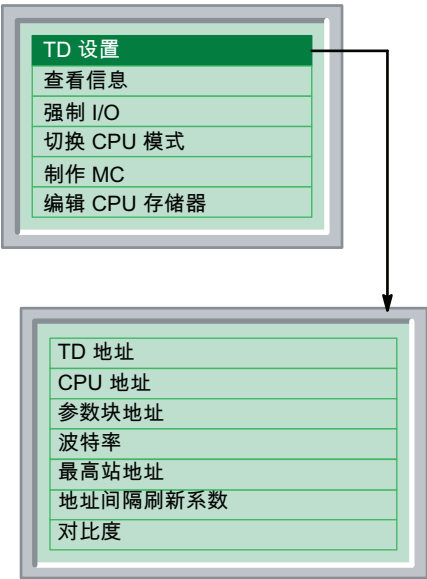 TD 设置
查看信息
强制 I/O
切换 CPU 模式
制作 MC
编辑 CPU 存储器
TD 地址
CPU 地址
参数块地址
波特率
最高站地址
地址间隔刷新系数
对比度